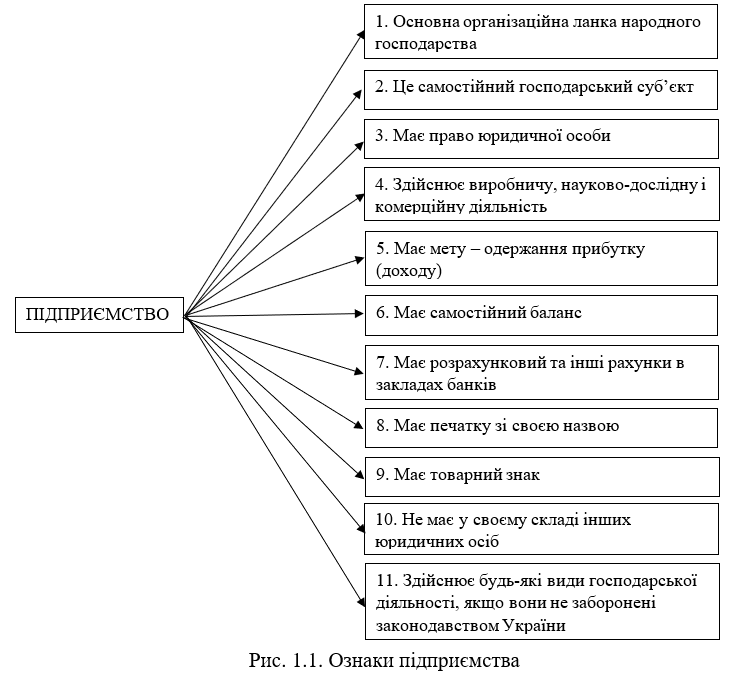 1. Основна організаційна ланка народного
господарства
2. Це самостійний господарський суб’єкт
3. Має право юридичної особи
4. Здійснює виробничу, науково-дослідну і
комерційну діяльність
5. Має мету – одержання прибутку
(доходу)
ПІДПРИЄМСТВО
6. Має самостійний баланс
7. Має розрахунковий та інші рахунки в
закладах банків
8. Має печатку зі своєю назвою
9. Має товарний знак
10. Не має у своєму складі інших
юридичних осіб
11. Здійснює будь-які види господарської
діяльності, якщо вони не заборонені
законодавством України
Рис. 1.1. Ознаки підприємства